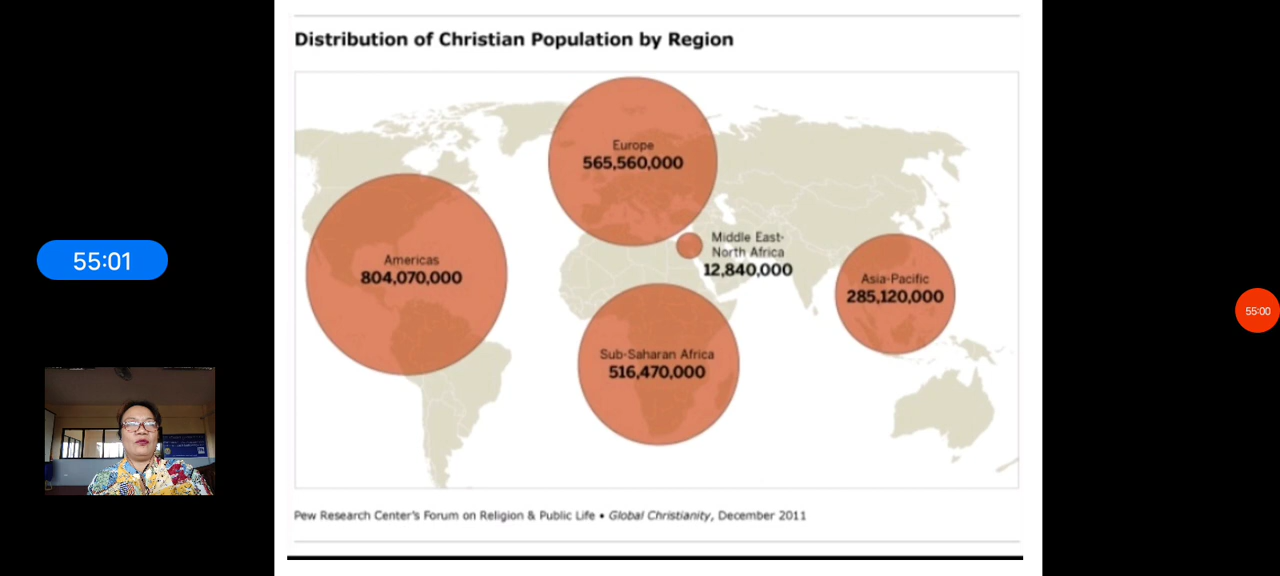 Distribution of Christian Population by Region
Europe
565,560,000
Americas
804,070,000
Middle East-
North Africa
12,840,000
Asia-Pacific
285,120,000
Sub-Saharan Africa
516,470,000
Pew Research Center's Forum on Religion & Public Life • Global Christianity, December 2011
55:01
55:00